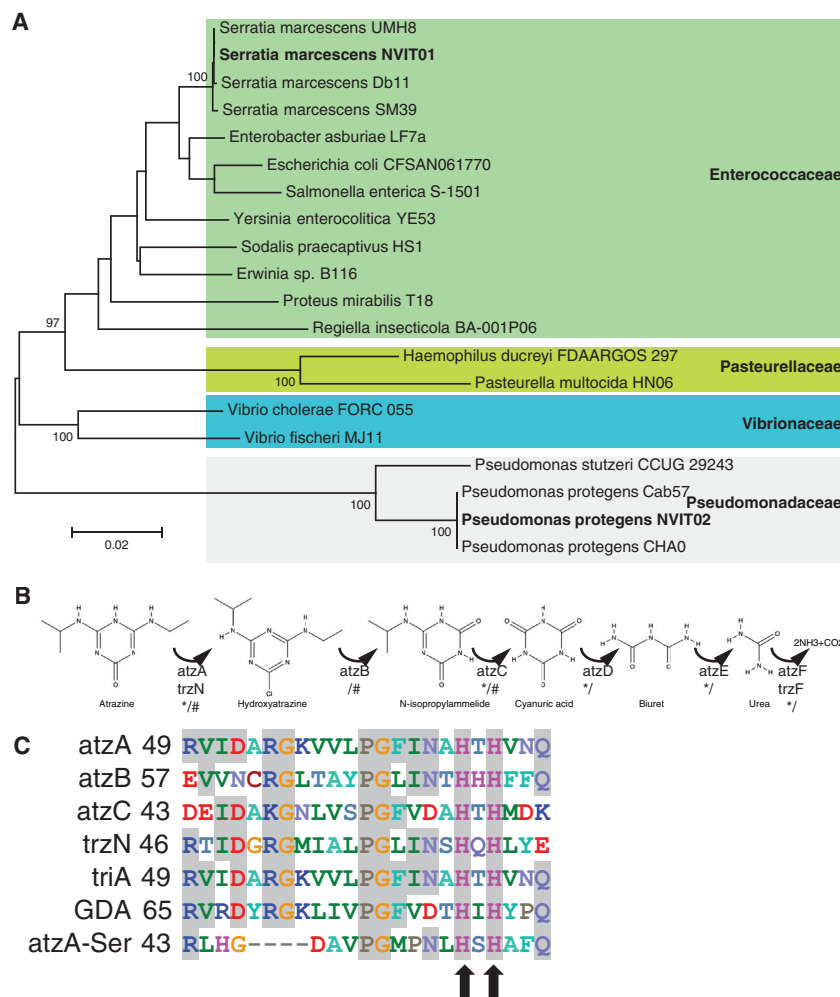 A
Serratia marcescens UMH8
Serratia marcescens NVIT01
100
Serratia marcescens Db11
Serratia marcescens SM39
Enterobacter asburiae LF7a
Escherichia coli CFSAN061770
Enterococcaceae
Salmonella enterica S-1501
Yersinia enterocolitica YE53
Sodalis praecaptivus HS1
Erwinia sp. B116
Proteus mirabilis T18
97
Regiella insecticola BA-001P06
Haemophilus ducreyi FDAARGOS 297
Pasteurellaceae
100
Pasteurella multocida HN06
Vibrio cholerae FORC 055
Vibrionaceae
100
Vibrio fischeri MJ11
Pseudomonas stutzeri CCUG 29243
100
Pseudomonas protegens Cab57
Pseudomonadaceae
Pseudomonas protegens NVIT02
100
Pseudomonas protegens CHA0
0.02
B
H N N H N N N H O
Atrazine
atzA
trzN
*/#
H N N N N N H Cl
Hydroxyatrazine
atzB
/#
H N N H N O N H O
N-isopropylammelide
atzC
*/#
O H N O H N N H O
Cyanuric acid
atzD
*/
H N H O H N O H N H
Biuret
atzE
*/
H N H O N H H
Urea
atzF
trzF
*/
2NH3+CO2
C
atzA 49 RVIDARGKVVLPGFINAHTHVNQ
atzB 57 EVVNCRGLTAYPGLINTHHHFFQ
atzC 43 DEIDAKGNLVSPGFVDAHTHMDK
trzN 46 RTIDGRGMIALPGLINSHQHLYE
triA 49 RVIDARGKVVLPGFINAHTHVNQ
GDA 65 RVRDYRGKLIVPGFVDTHIHYPQ
atzA-Ser 43 RLHG----DAVPGMPNLHSHAFQ